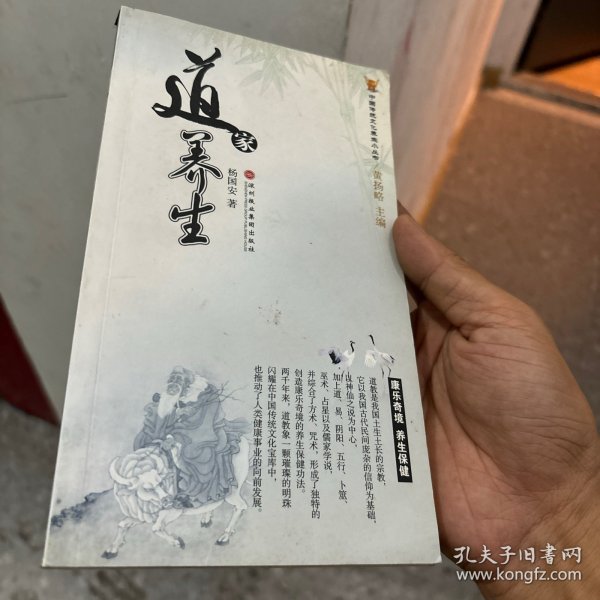 道家养生
杨国安 著
深圳报业集团出版社
中国传统文化经典小丛书
黄扬略 主编
康乐奇境 养生保健
道教是我国土生土长的宗教，
它以我国古代民间庞杂的信仰为基础，
以神仙之说为中心，
加上道、易、阴阳、五行、卜筮、
巫术、占星以及儒家学说，
并综合了方术、咒术，形成了独特的
创造康乐奇境的养生保健功法。
两千年来，道教象一颗璀璨的明珠
闪耀在中国传统文化宝库中，
也推动了人类健康事业的向前发展。
孔夫子旧书网
www.kongfz.com